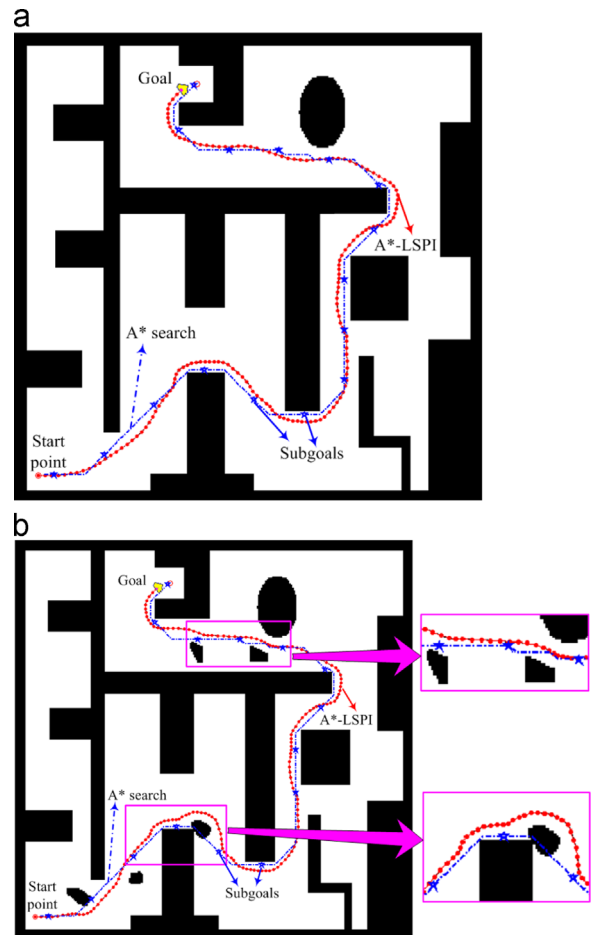 a
Goal
A*-LSPI
A* search
Start
point
Subgoals
b
Goal
A*-LSPI
A* search
Start
point
Subgoals